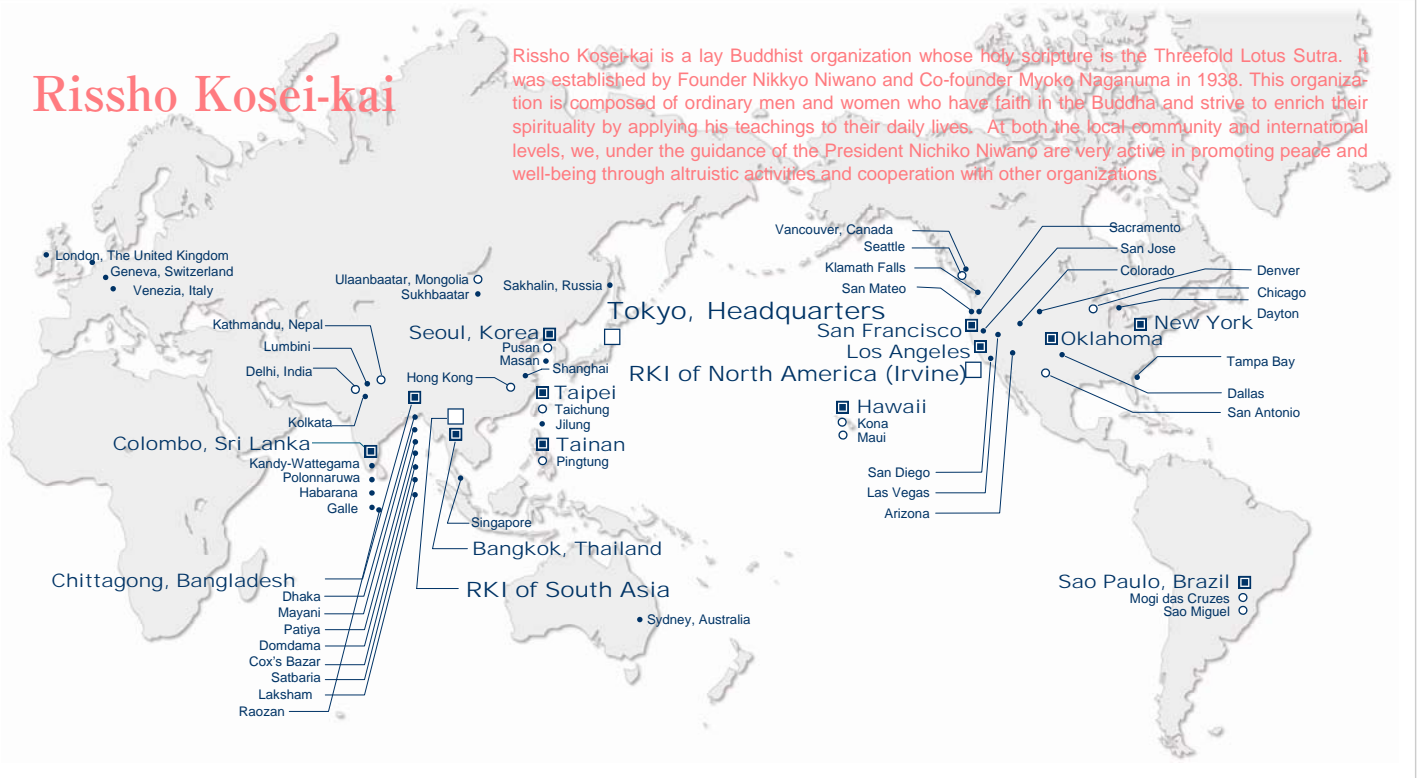 Rissho Kosei-kai
Rissho Kosei-kai is a lay Buddhist organization whose holy scripture is the Threefold Lotus Sutra. It
was established by Founder Nikkyo Niwano and Co-founder Myoko Naganuma in 1938. This organiza-
tion is composed of ordinary men and women who have faith in the Buddha and strive to enrich their
spirituality by applying his teachings to their daily lives. At both the local community and international
levels, we, under the guidance of the President Nichiko Niwano are very active in promoting peace and
well-being through altruistic activities and cooperation with other organizations.
London, The United Kingdom
Geneva, Switzerland
Venezia, Italy
Ulaanbaatar, Mongolia
Sukhbaatar
Sakhalin, Russia
Tokyo, Headquarters
Kathmandu, Nepal
Lumbini
Delhi, India
Kolkata
Seoul, Korea
Pusan
Masan
Shanghai
Hong Kong
Taipei
Taichung
Jilung
Tainan
Pingtung
Colombo, Sri Lanka
Kandy-Wattegama
Polonnaruwa
Habarana
Galle
Singapore
Bangkok, Thailand
RKI of South Asia
Chittagong, Bangladesh
Dhaka
Mayani
Patiya
Domdama
Cox's Bazar
Satbaria
Laksham
Raozan
Sydney, Australia
Vancouver, Canada
Seattle
Klamath Falls
San Mateo
San Francisco
Los Angeles
RKI of North America (Irvine)
Hawaii
Kona
Maui
San Diego
Las Vegas
Arizona
Sacramento
San Jose
Colorado
Denver
Chicago
Dayton
New York
Oklahoma
Tampa Bay
Dallas
San Antonio
Sao Paulo, Brazil
Mogi das Cruzes
Sao Miguel